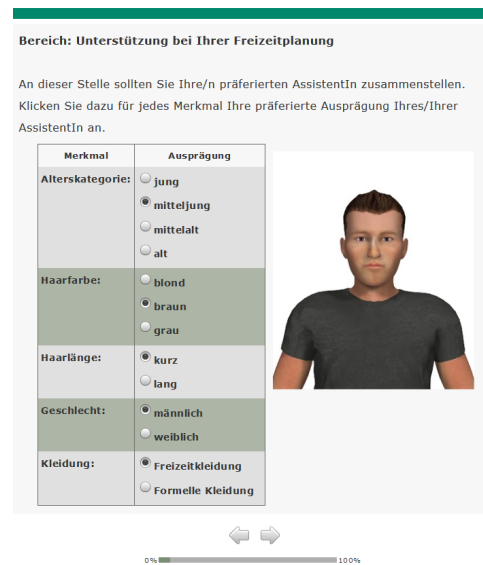 Bereich: Unterstützung bei Ihrer Freizeitplanung
An dieser Stelle sollten Sie Ihre/n präferierten AssistentIn zusammenstellen.
Klicken Sie dazu für jedes Merkmal Ihre präferierte Ausprägung Ihres/Ihrer
AssistentIn an.
Merkmal Ausprägung
Alterskategorie: jung
mitteljung
mittelalt
alt
Haarfarbe: blond
braun
grau
Haarlänge: kurz
lang
Geschlecht: männlich
weiblich
Kleidung: Freizeitkleidung
Formelle Kleidung
0% 100%